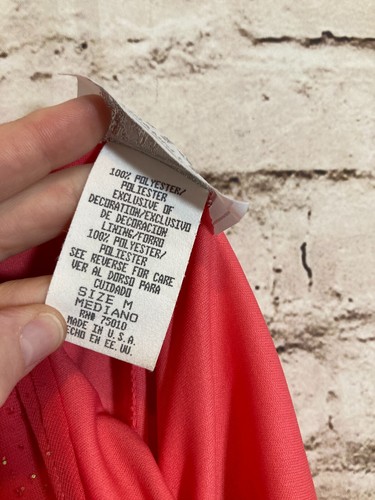 100% POLYESTER/
POLIESTER
EXCLUSIVE OF
DECORATION/EXCLUSIVO
DE DECORACION
LINING/FORRO
100% POLYESTER/
POLIESTER
SEE REVERSE FOR CARE
VER AL DORSO PARA
CUIDADO
SIZE M
MEDIANO
RN# 75010
MADE IN U.S.A.
ECHO EN EE.UU.